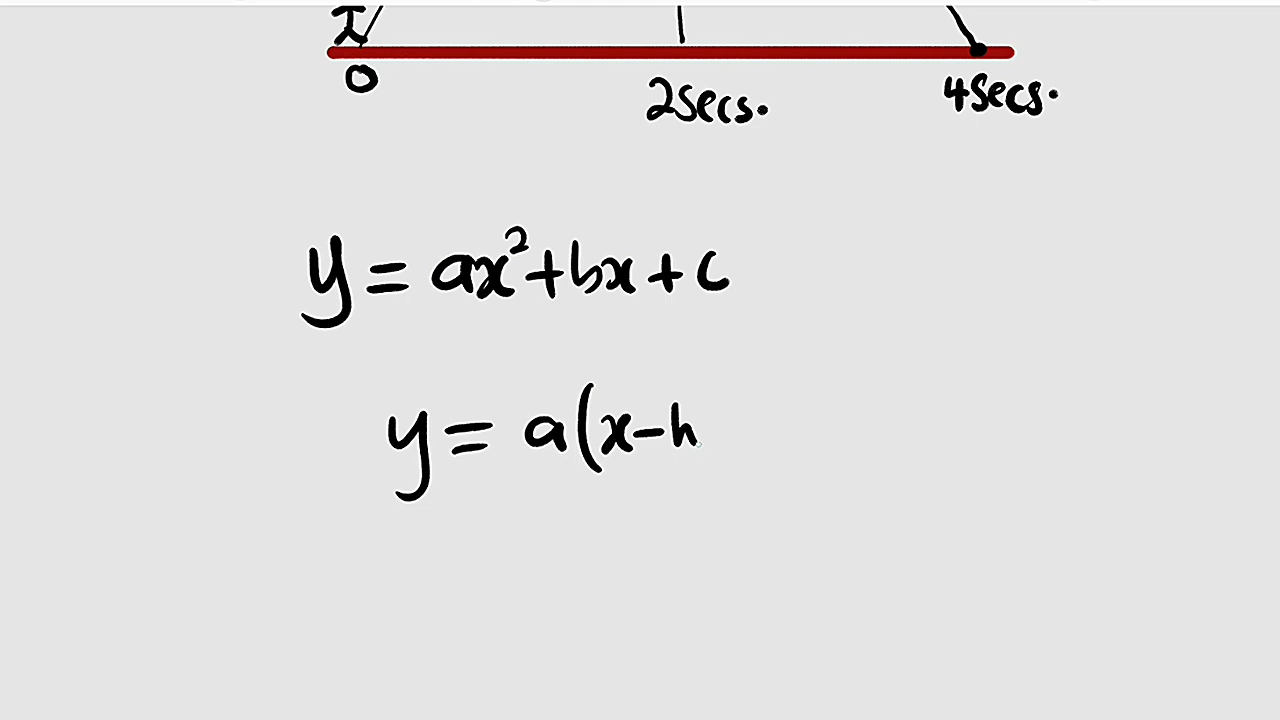 0
2secs.
4secs.
y = ax²+bx+c
y = a(x-h